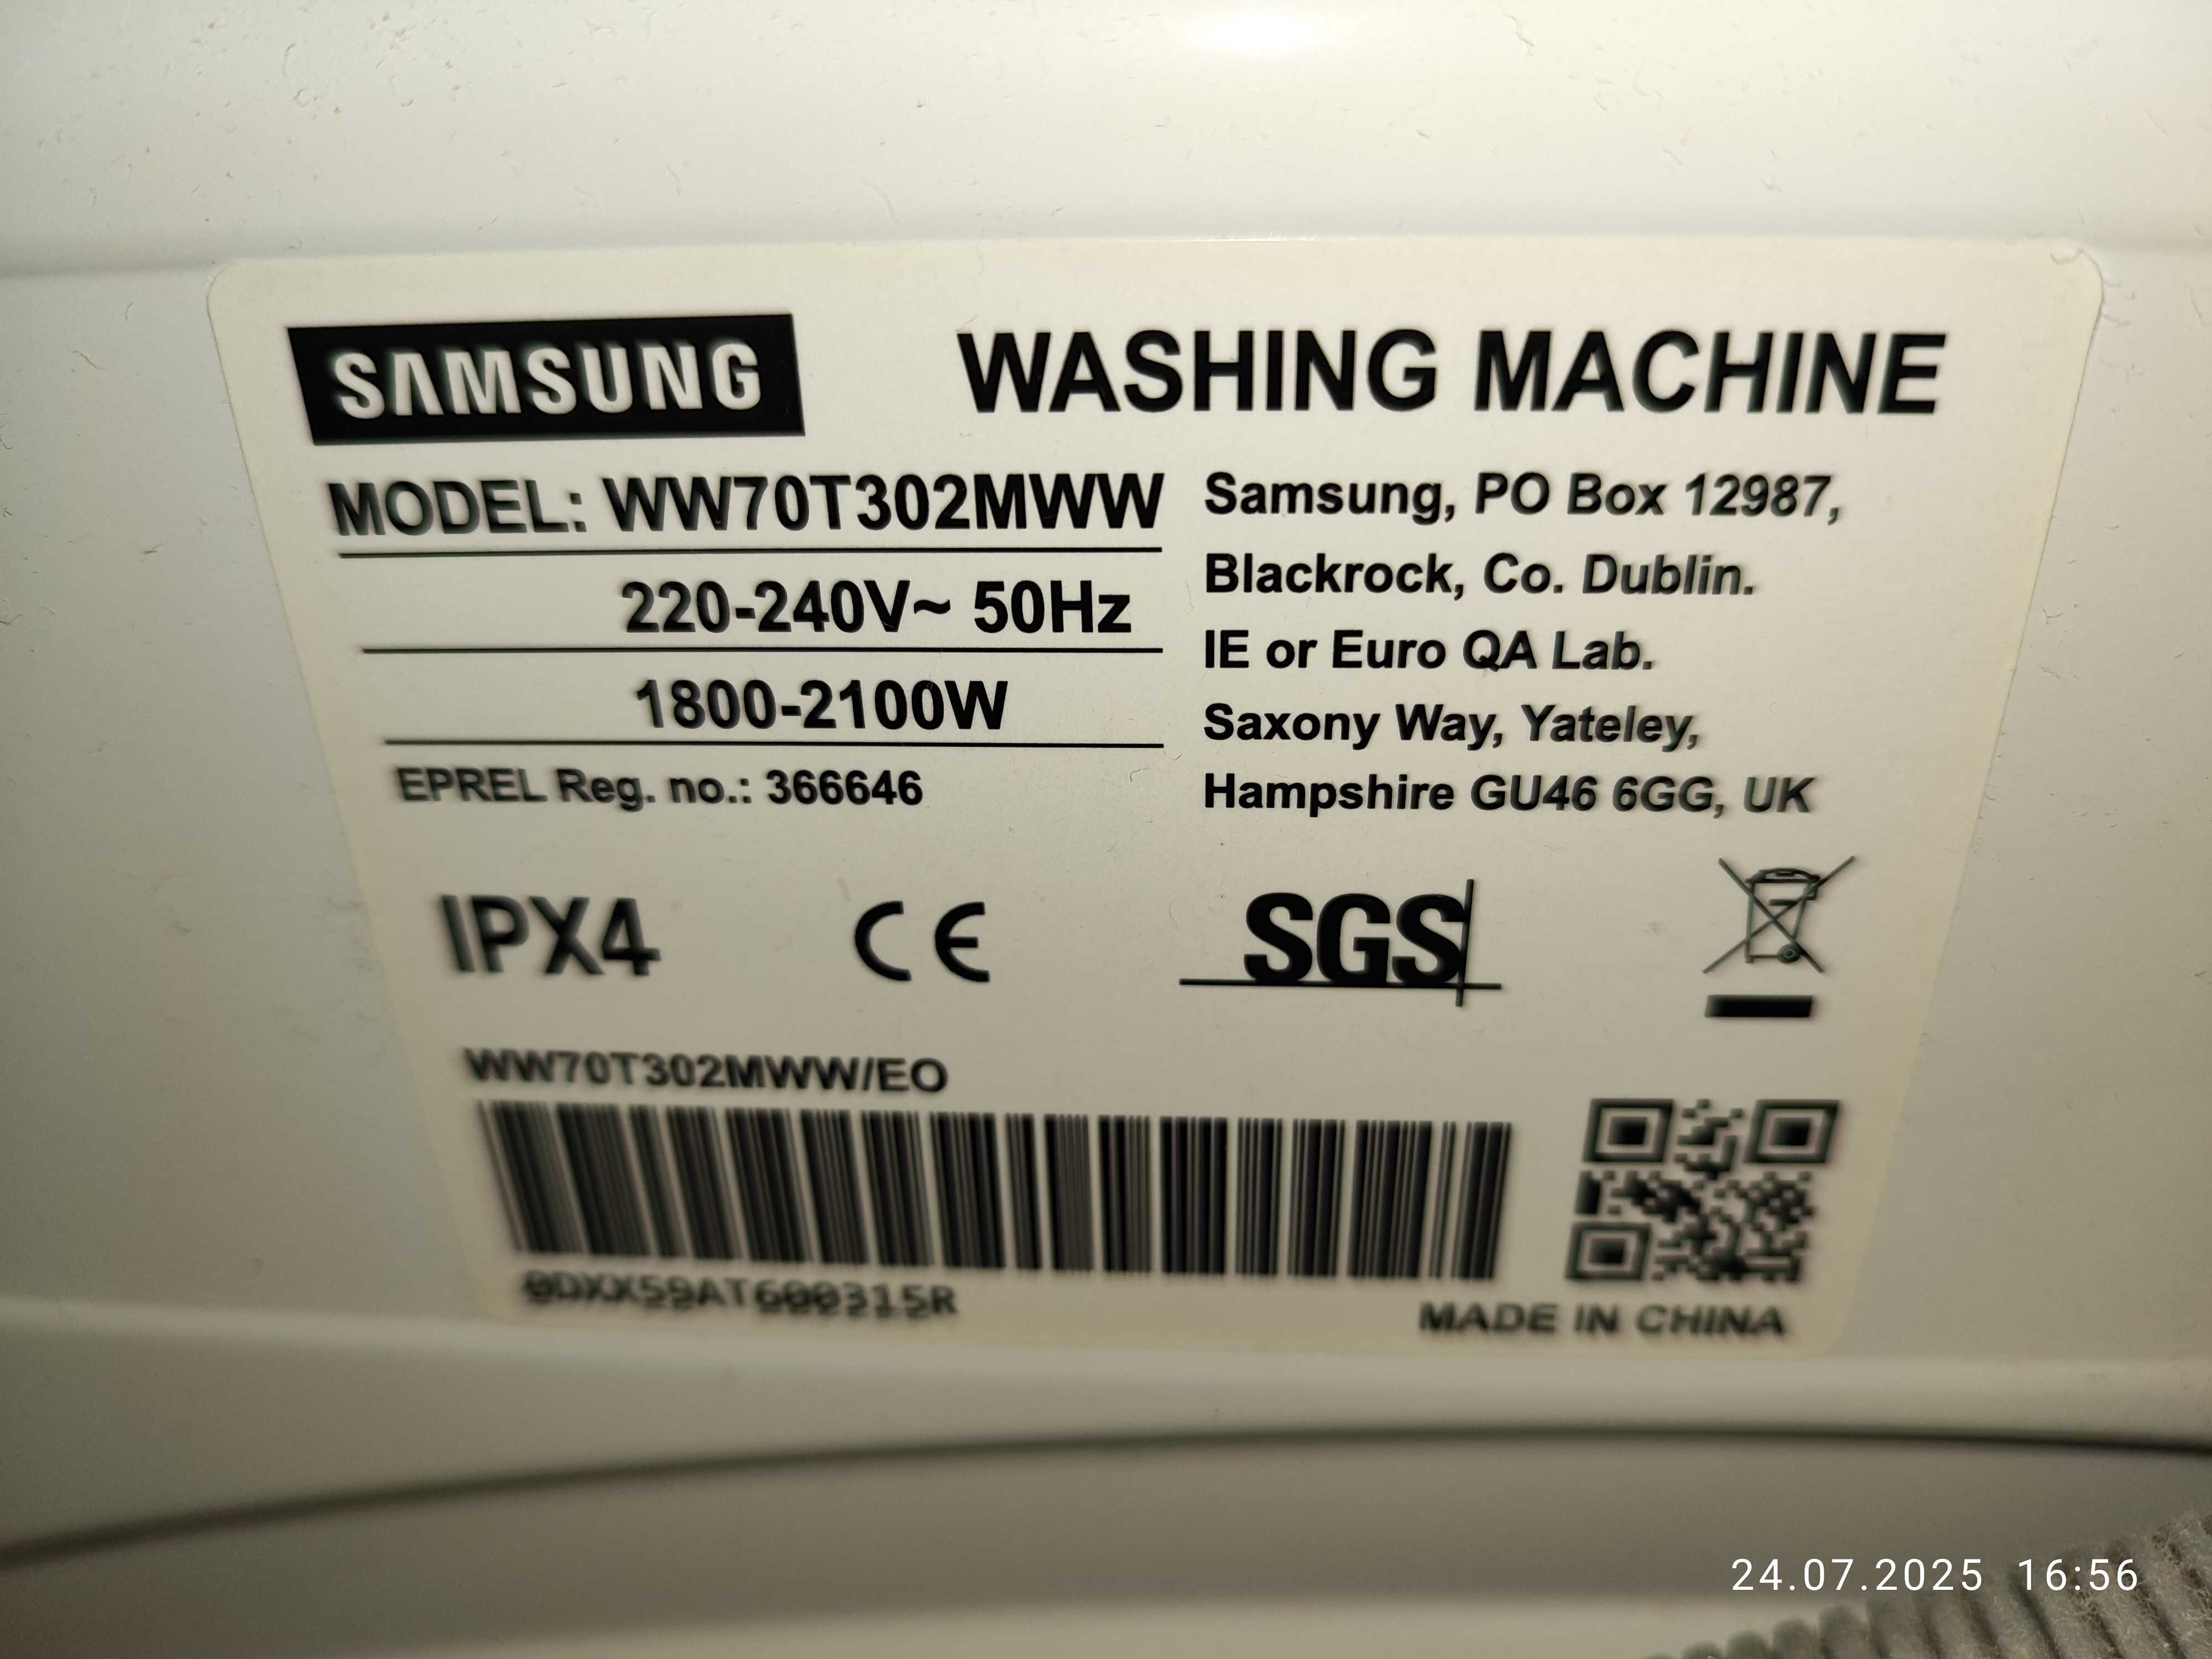 SAMSUNG WASHING MACHINE
MODEL: WW70T302MWW
220-240V~ 50Hz
1800-2100W
EPREL Reg. no.: 366646
Samsung, PO Box 12987,
Blackrock, Co. Dublin.
IE or Euro QA Lab.
Saxony Way, Yateley,
Hampshire GU46 6GG, UK
IPX4 CE SGS
WW70T302MWW/EO
0DXX59AT600315R
MADE IN CHINA
24.07.2025 16:56